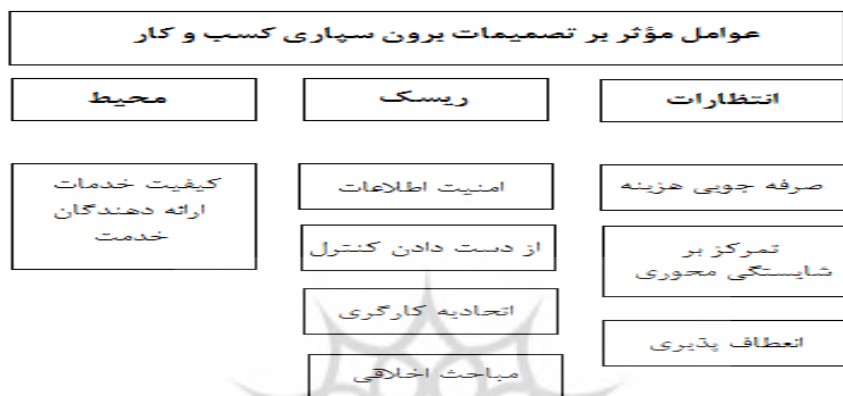 عوامل مؤثر بر تصمیمات برون سپاری کسب و کار
انتظارات
ریسک
محیط
صرفه جویی هزینه
تمرکز بر
شایستگی محوری
انعطاف پذیری
امنیت اطلاعات
از دست دادن کنترل
اتحادیه کارگری
مباحث اخلاقی
کیفیت خدمات
ارائه دهندگان
خدمت